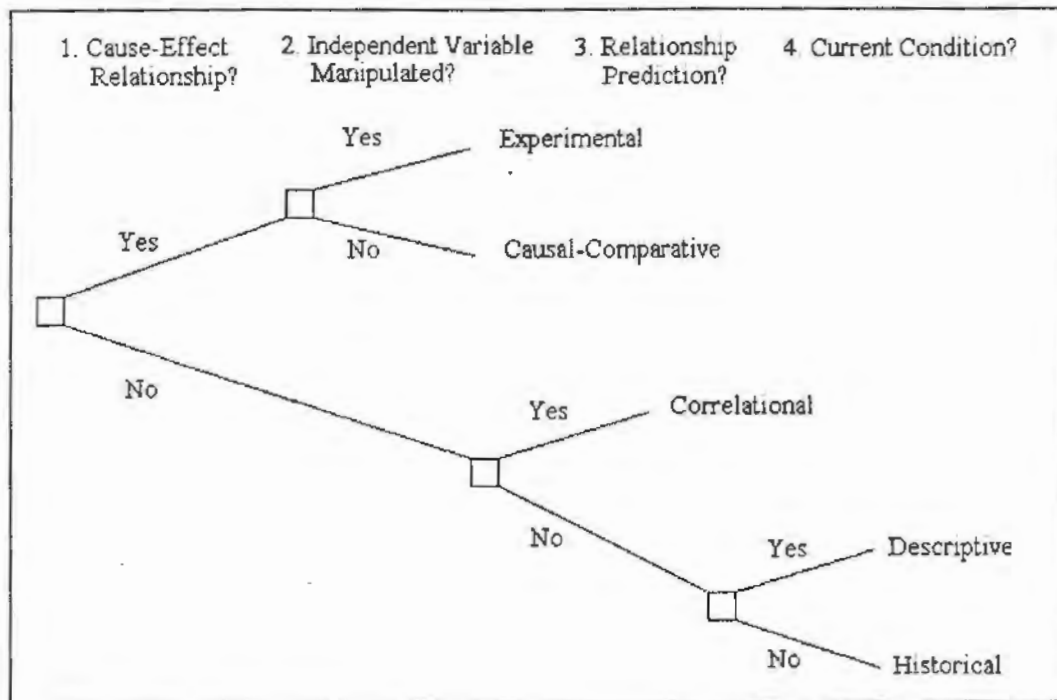 1. Cause-Effect
Relationship?
2. Independent Variable
Manipulated?
3. Relationship
Prediction?
4. Current Condition?
Yes
Experimental
Yes
No
Causal-Comparative
No
Yes
Correlational
No
Yes
Descriptive
No
Historical